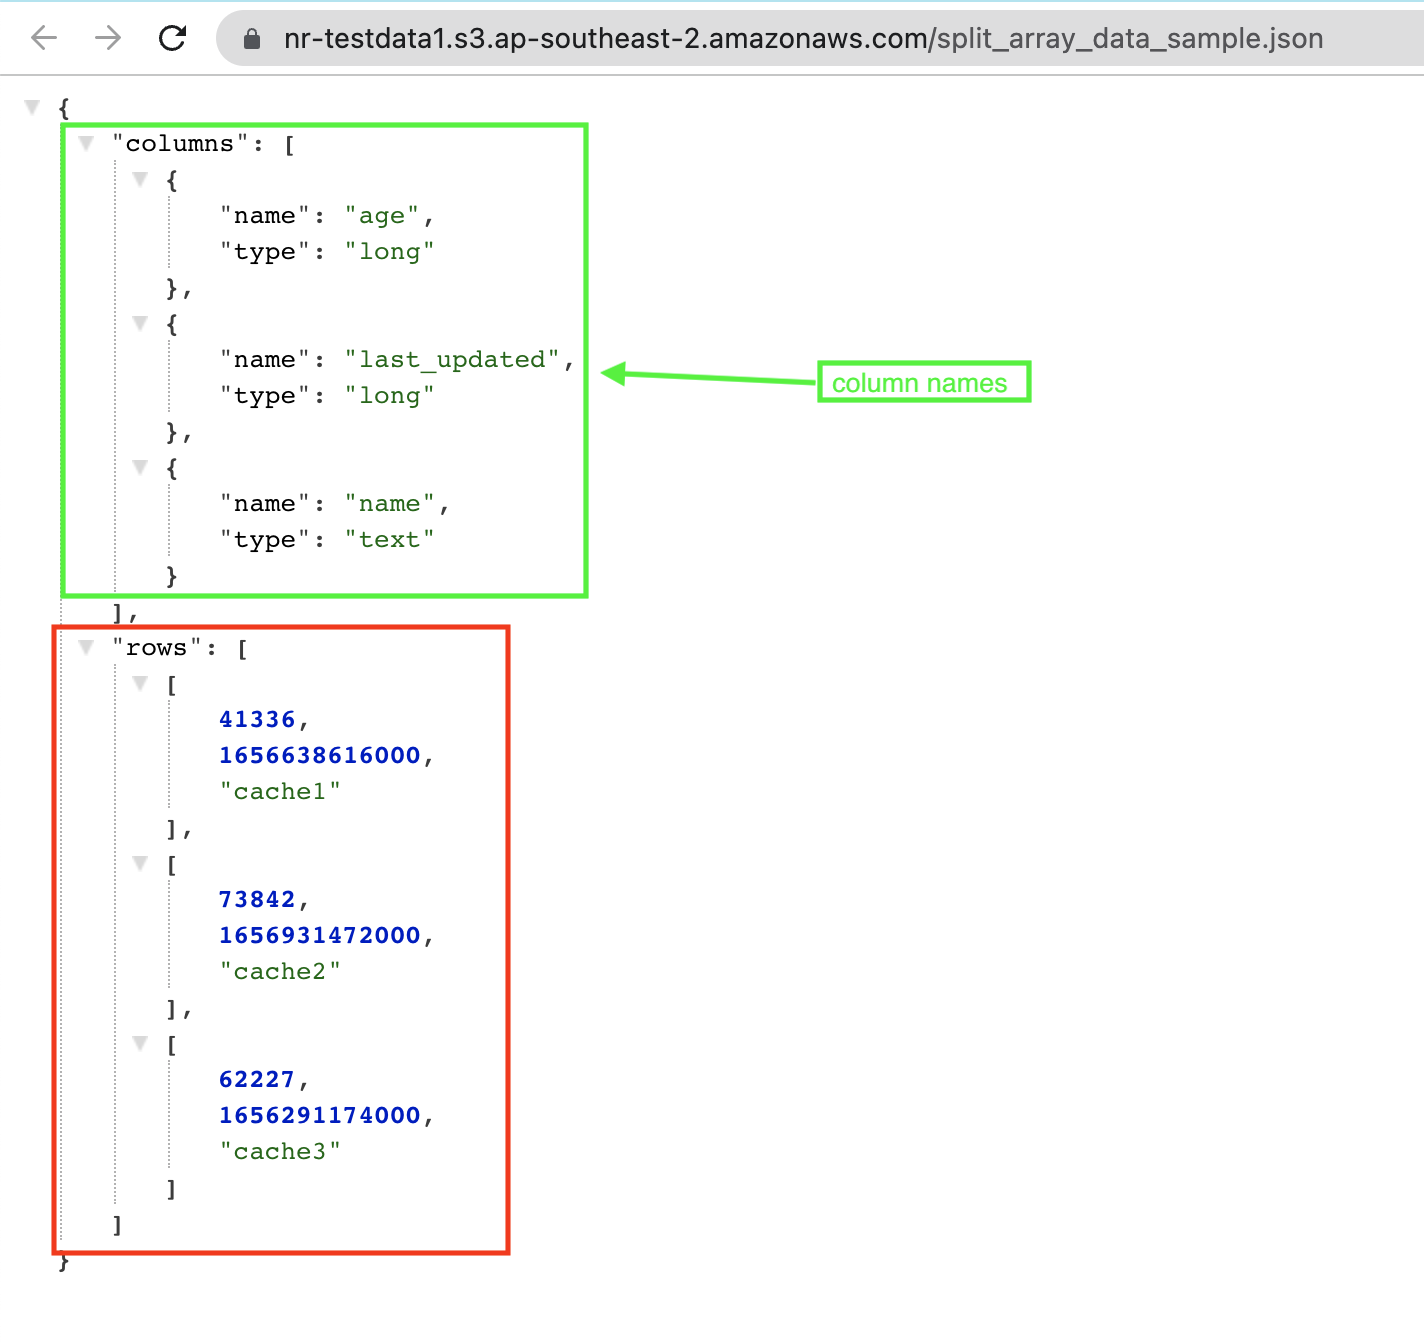 nr-testdata1.s3.ap-southeast-2.amazonaws.com/split_array_data_sample.json
{
"columns": [
{
"name": "age",
"type": "long"
},
{
"name": "last_updated",
column names
"type": "long"
},
{
"name": "name",
"type": "text"
}
],
"rows": [
[
41336,
1656638616000,
"cache1"
],
[
73842,
1656931472000,
"cache2"
],
[
62227,
1656291174000,
"cache3"
]
]
}